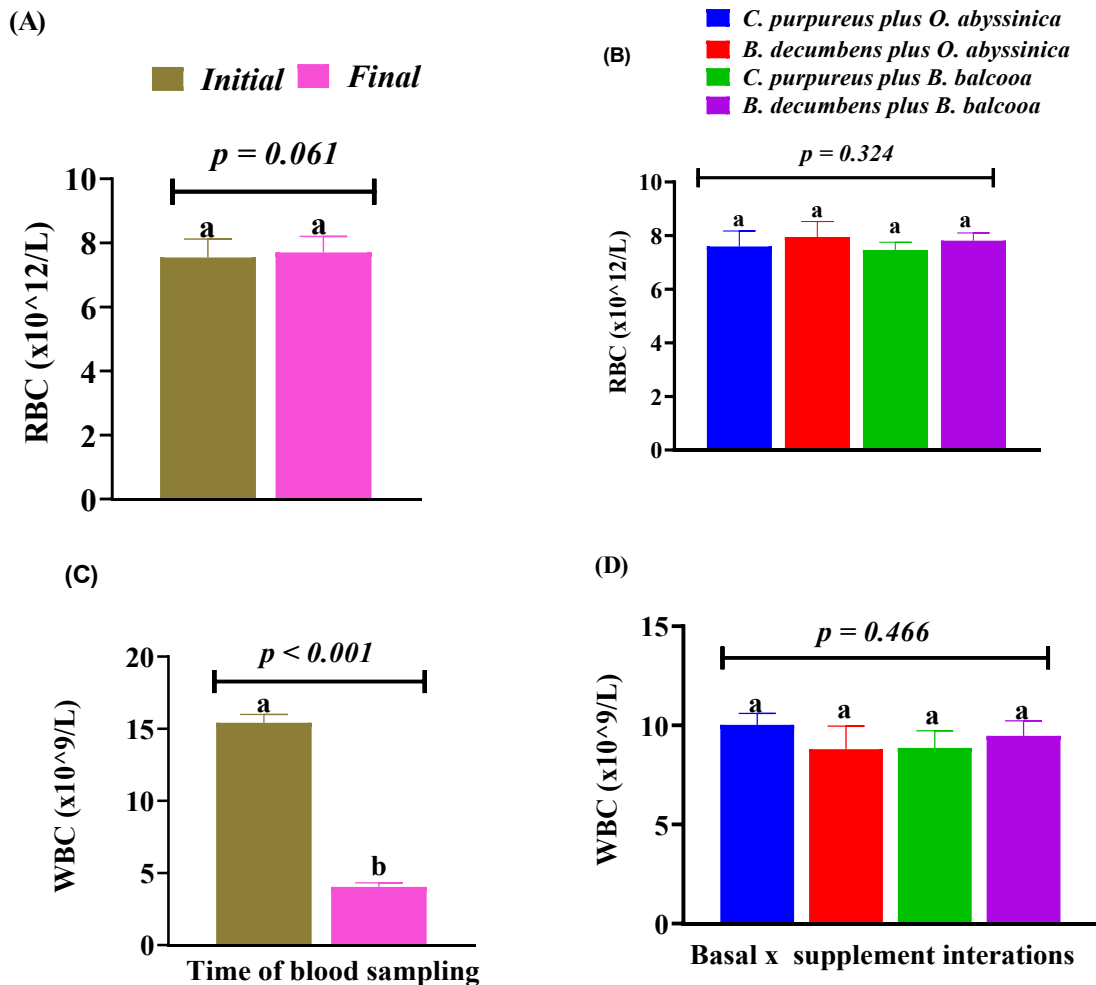 (A)
Initial Final
p = 0.061
10
8
6
4
2
0
RBC (x10^12/L)
a a
C. purpureus plus O. abyssinica
B. decumbens plus O. abyssinica
C. purpureus plus B. balcooa
B. decumbens plus B. balcooa
(B)
p = 0.324
10
8
6
4
2
0
RBC (x10^12/L)
a a a a
(C)
p < 0.001
20
15
10
5
0
WBC (x10^9/L)
a
b
Time of blood sampling
(D)
p = 0.466
15
10
5
0
WBC (x10^9/L)
a a a a
Basal x supplement interations